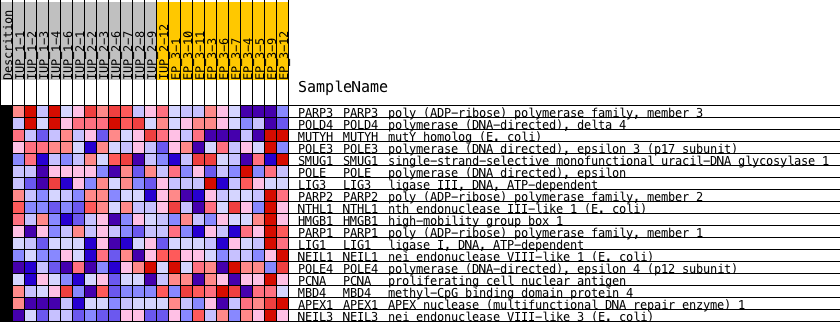 Descrition
IUP_1-1
IUP_1-2
IUP_1-4
IUP_1-6
IUP_2-1
IUP_2-2
IUP_2-3
IUP_2-6
IUP_2-7
IUP_2-9
IUP_2-12
EP_3-1
EP_3-10
EP_3-11
EP_3-3
EP_3-6
EP_3-7
EP_3-4
EP_3-5
EP_3-9
EP_3-12
SampleName
PARP3 PARP3 poly (ADP-ribose) polymerase family, member 3
POLD4 POLD4 polymerase (DNA-directed), delta 4
MUTYH MUTYH mutY homolog (E. coli)
POLE3 POLE3 polymerase (DNA directed), epsilon 3 (p17 subunit)
SMUG1 SMUG1 single-strand-selective monofunctional uracil-DNA glycosylase 1
POLE POLE polymerase (DNA directed), epsilon
LIG3 LIG3 ligase III, DNA, ATP-dependent
PARP2 PARP2 poly (ADP-ribose) polymerase family, member 2
NTHL1 NTHL1 nth endonuclease III-like 1 (E. coli)
HMGB1 HMGB1 high-mobility group box 1
PARP1 PARP1 poly (ADP-ribose) polymerase family, member 1
LIG1 LIG1 ligase I, DNA, ATP-dependent
NEIL1 NEIL1 nei endonuclease VIII-like 1 (E. coli)
POLE4 POLE4 polymerase (DNA-directed), epsilon 4 (p12 subunit)
PCNA PCNA proliferating cell nuclear antigen
MBD4 MBD4 methyl-CpG binding domain protein 4
APEX1 APEX1 APEX nuclease (multifunctional DNA repair enzyme) 1
NEIL3 NEIL3 nei endonuclease VIII-like 3 (E. coli)